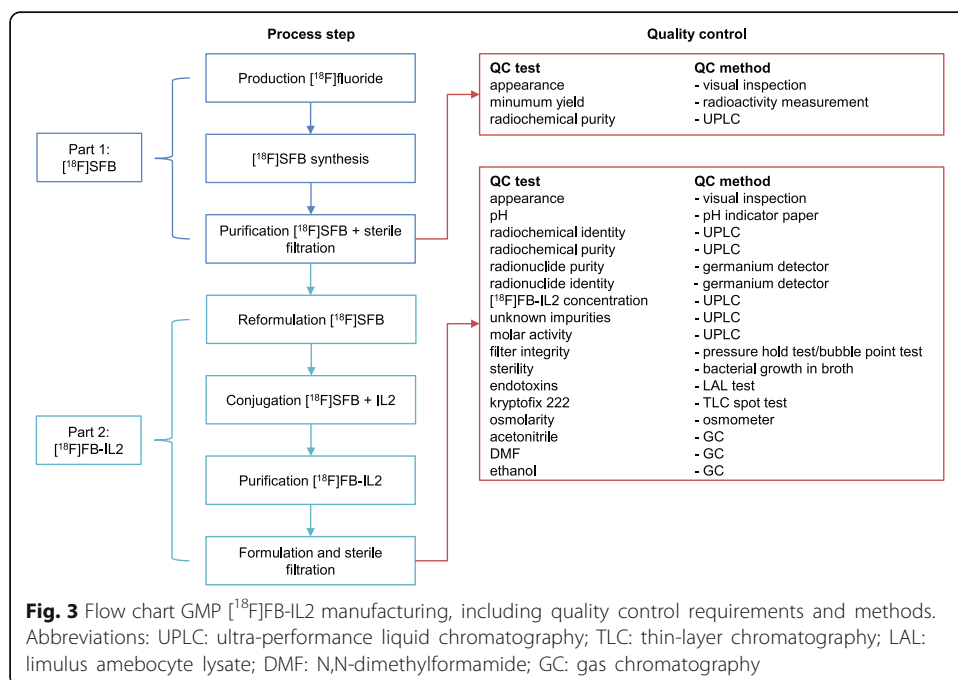 Process step
Quality control
Production [¹⁸F]fluoride
[¹⁸F]SFB synthesis
Purification [¹⁸F]SFB + sterile
filtration
Part 1:
[¹⁸F]SFB
QC test QC method
appearance - visual inspection
minumum yield - radioactivity measurement
radiochemical purity - UPLC
Reformulation [¹⁸F]SFB
Conjugation [¹⁸F]SFB + IL2
Purification [¹⁸F]FB-IL2
Formulation and sterile
filtration
Part 2:
[¹⁸F]FB-IL2
QC test QC method
appearance - visual inspection
pH - pH indicator paper
radiochemical identity - UPLC
radiochemical purity - UPLC
radionuclide purity - germanium detector
radionuclide identity - germanium detector
[¹⁸F]FB-IL2 concentration - UPLC
unknown impurities - UPLC
molar activity - UPLC
filter integrity - pressure hold test/bubble point test
sterility - bacterial growth in broth
endotoxins - LAL test
kryptofix 222 - TLC spot test
osmolarity - osmometer
acetonitrile - GC
DMF - GC
ethanol - GC
Fig. 3 Flow chart GMP [¹⁸F]FB-IL2 manufacturing, including quality control requirements and methods.
Abbreviations: UPLC: ultra-performance liquid chromatography; TLC: thin-layer chromatography; LAL:
limulus amebocyte lysate; DMF: N,N-dimethylformamide; GC: gas chromatography